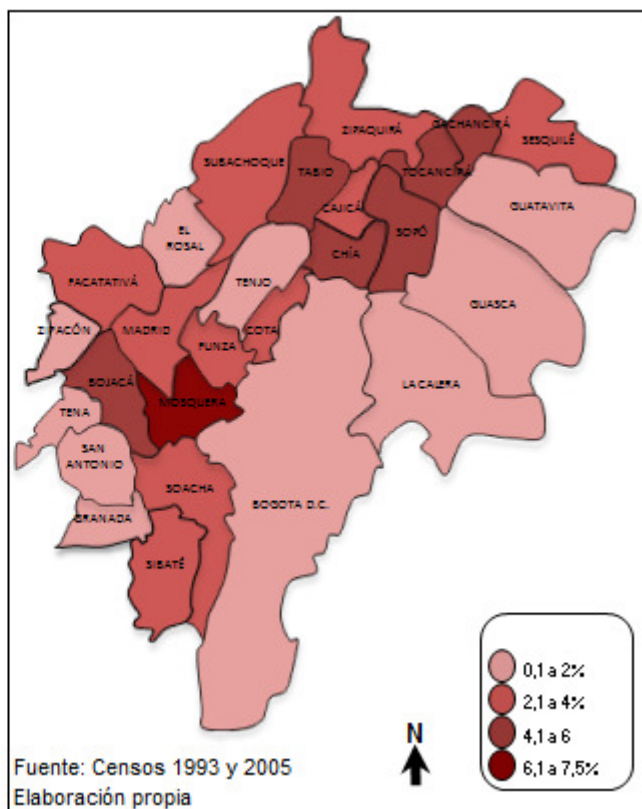 ZIPAQUIRÁ
GACHANCIPÁ
SESQUILÉ
SUBACHOQUE
TABIO
TOCANCIPÁ
CAJICÁ
GUATAVITA
EL
ROSAL
SOPÓ
CHÍA
TENJO
FACATATIVÁ
GUASCA
ZIPACÓN
MADRID
FUNZA
COTA
BOJACÁ
LA CALERA
MOSQUERA
TENA
SAN
ANTONIO
SOACHA
BOGOTA D.C.
GRANADA
SIBATÉ
0,1 a 2%
2,1 a 4%
4,1 a 6
6,1 a 7,5%
N
Fuente: Censos 1993 y 2005
Elaboración propia